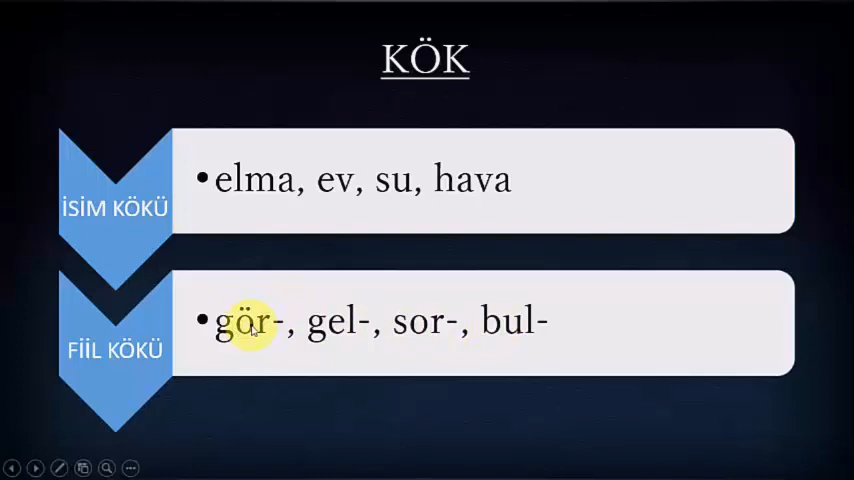 KÖK
İSİM KÖKÜ
•elma, ev, su, hava
FİİL KÖKÜ
•gör-, gel-, sor-, bul-